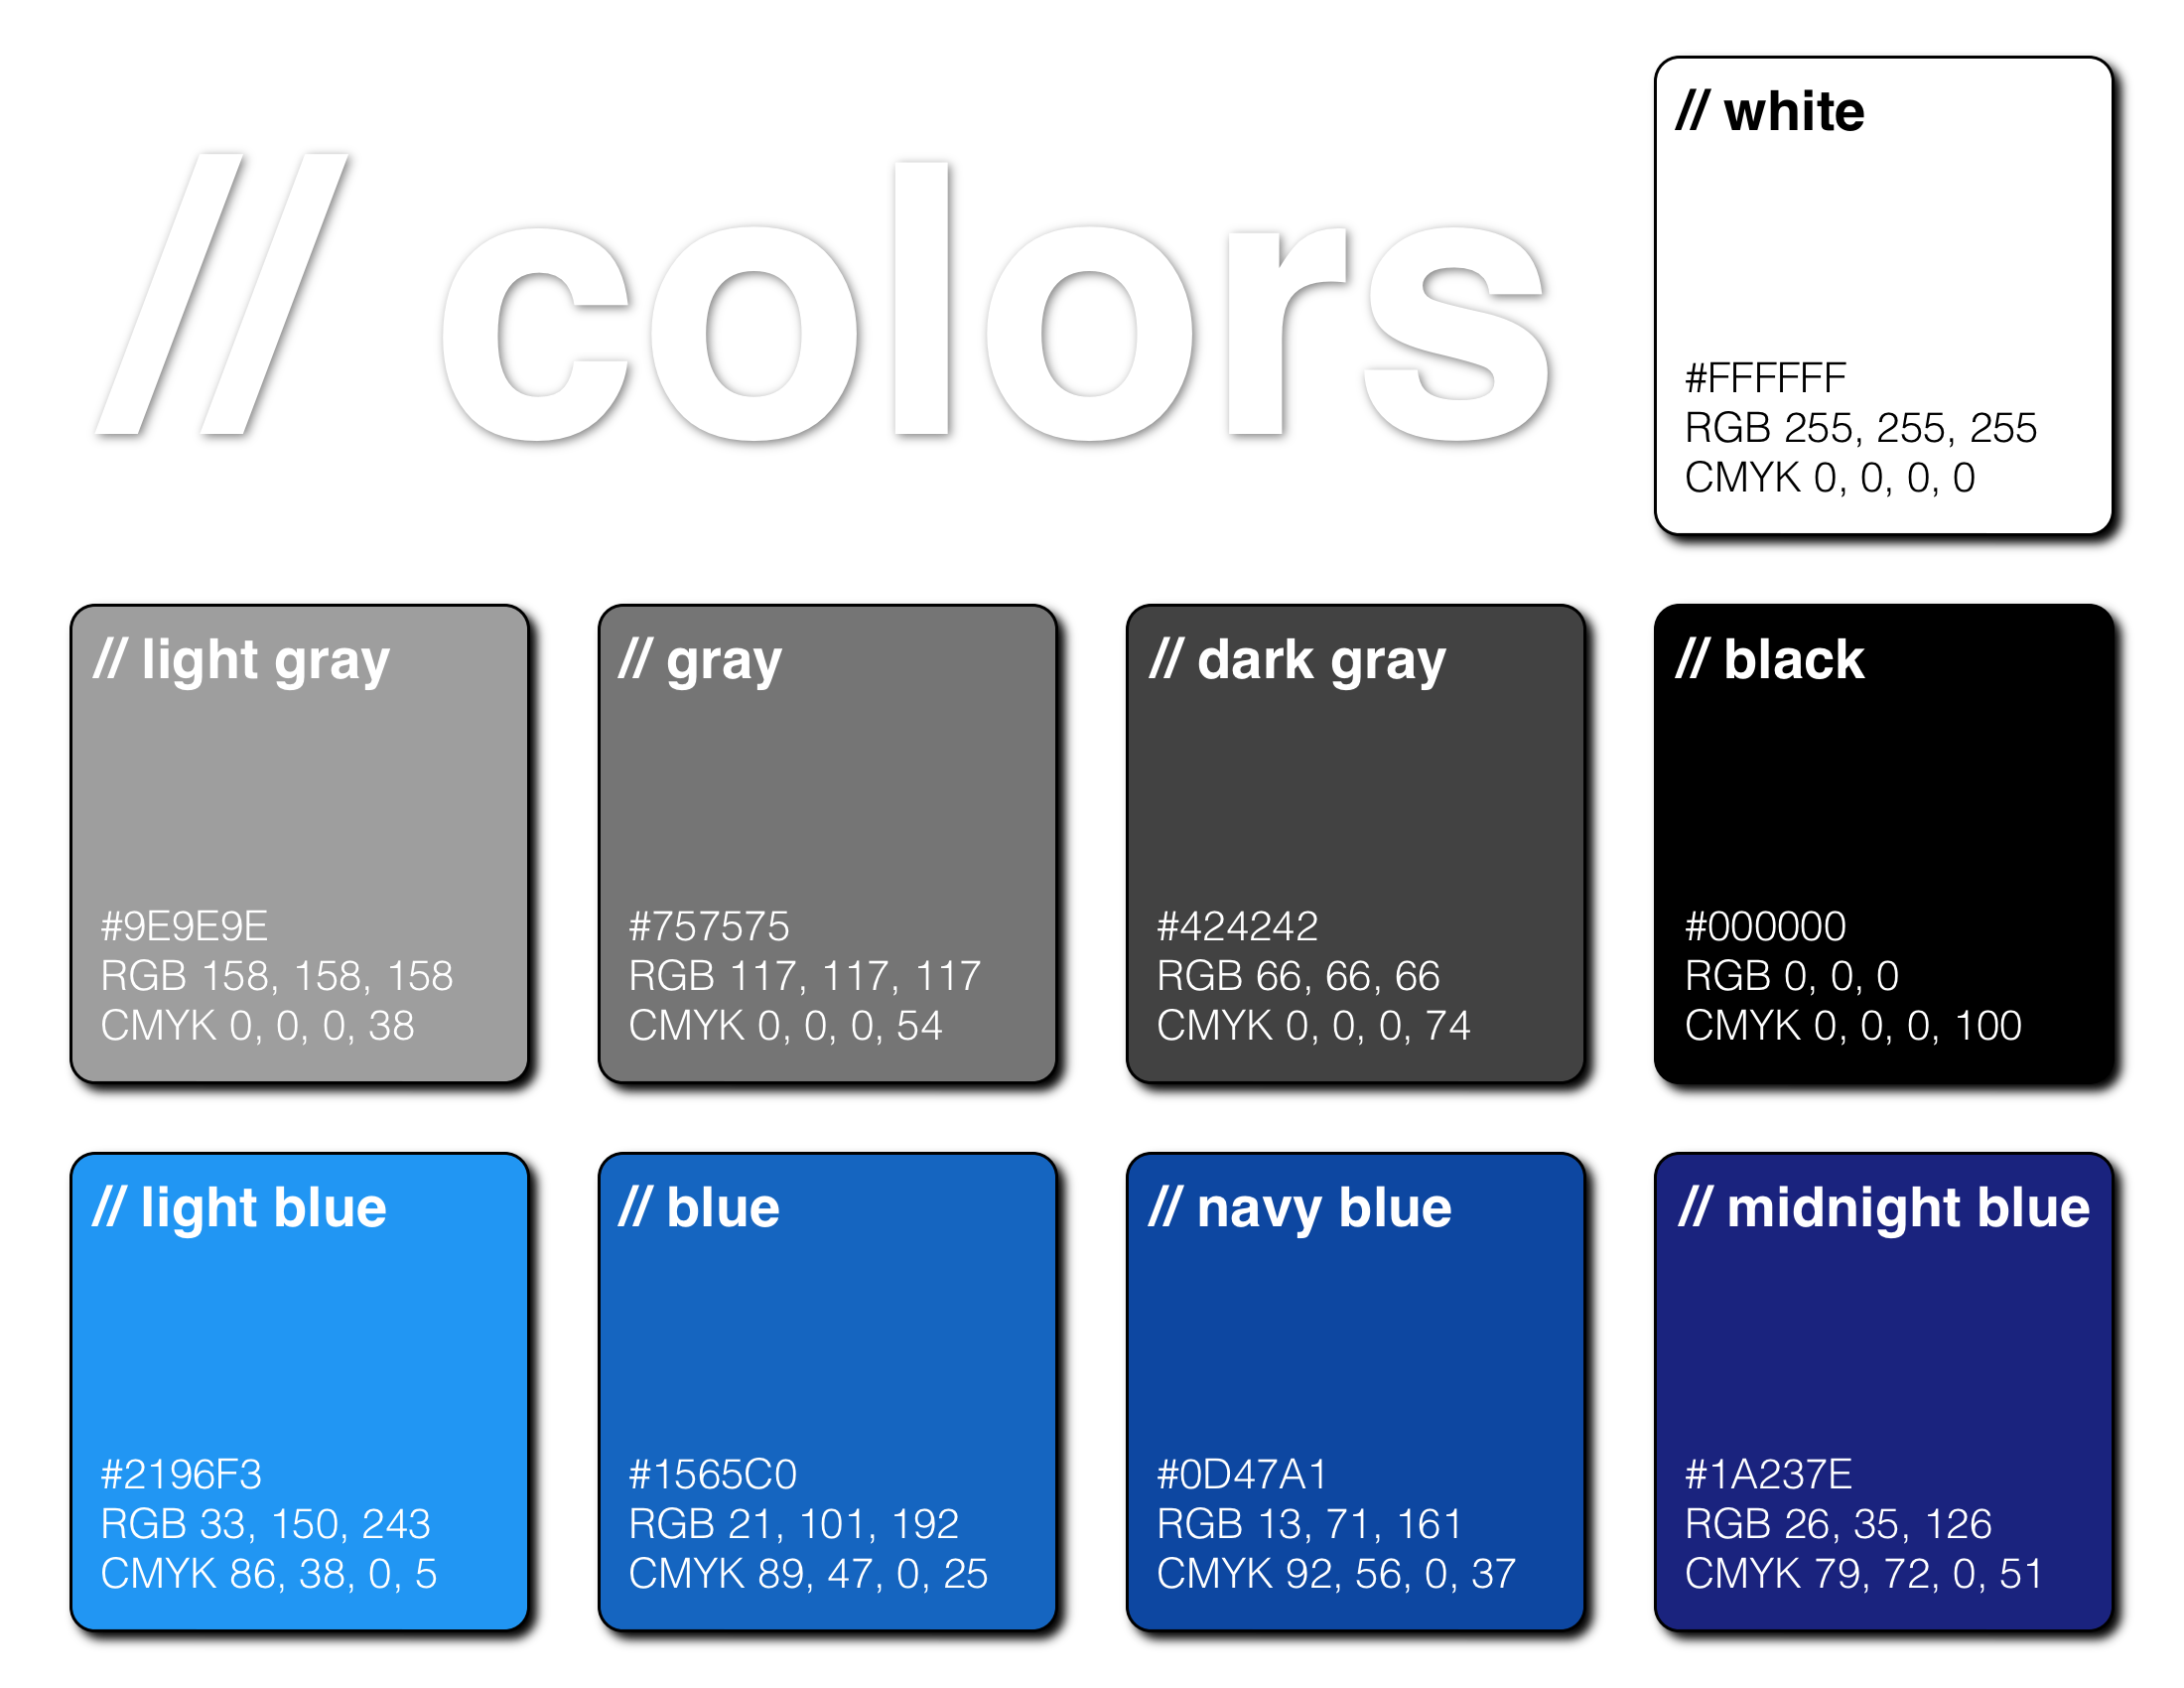 // colors
// white
#FFFFFF
RGB 255, 255, 255
CMYK 0, 0, 0, 0
// light gray
#9E9E9E
RGB 158, 158, 158
CMYK 0, 0, 0, 38
// gray
#757575
RGB 117, 117, 117
CMYK 0, 0, 0, 54
// dark gray
#424242
RGB 66, 66, 66
CMYK 0, 0, 0, 74
// black
#000000
RGB 0, 0, 0
CMYK 0, 0, 0, 100
// light blue
#2196F3
RGB 33, 150, 243
CMYK 86, 38, 0, 5
// blue
#1565C0
RGB 21, 101, 192
CMYK 89, 47, 0, 25
// navy blue
#0D47A1
RGB 13, 71, 161
CMYK 92, 56, 0, 37
// midnight blue
#1A237E
RGB 26, 35, 126
CMYK 79, 72, 0, 51